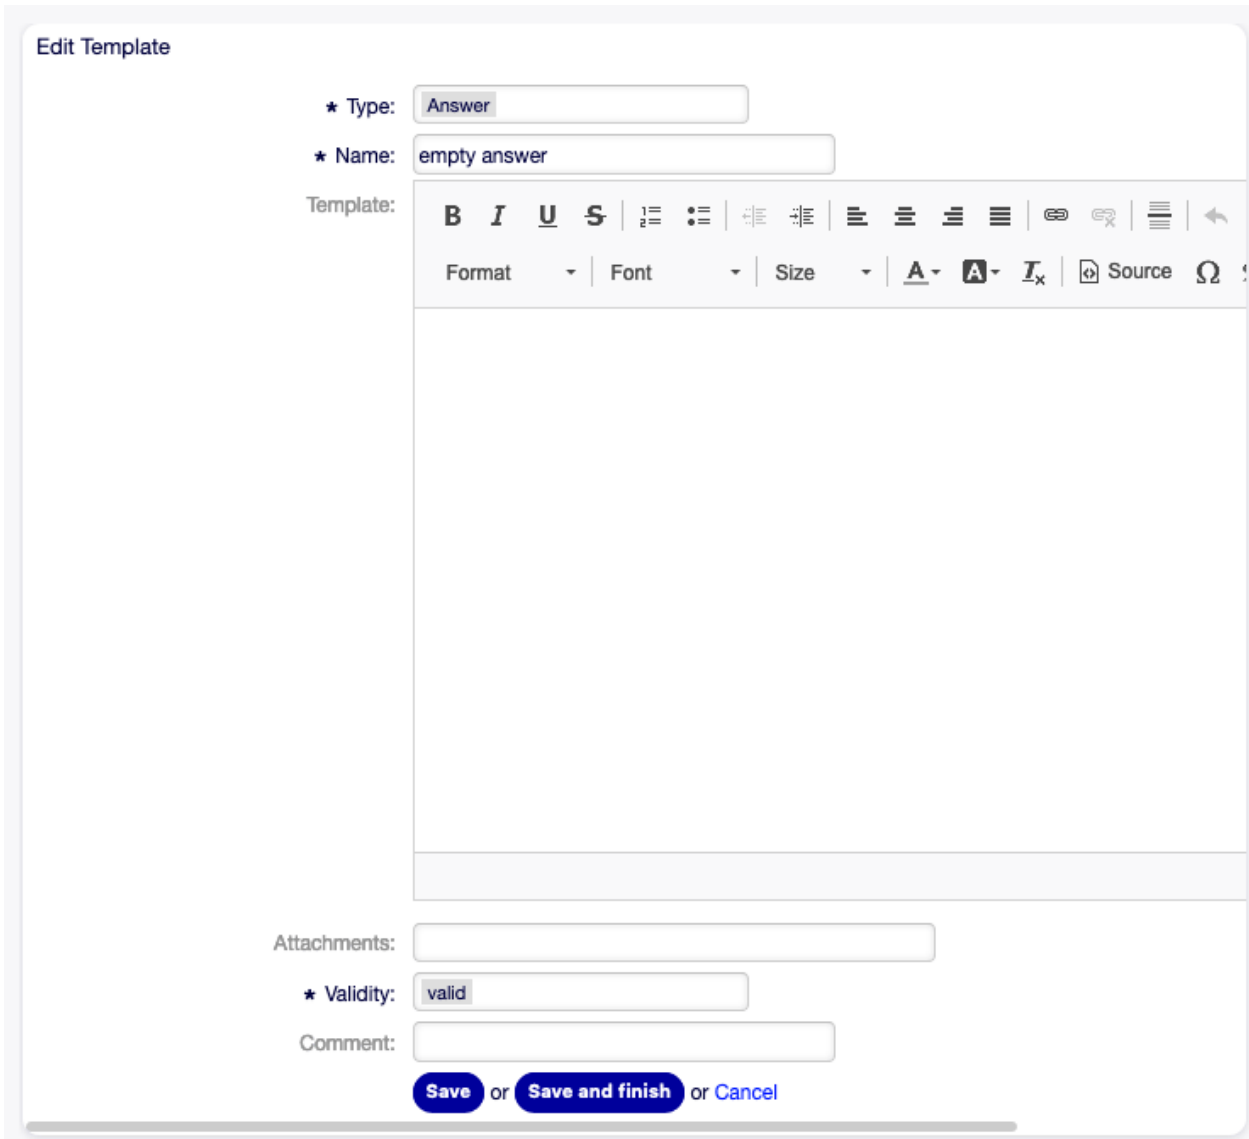 Edit Template
* Type: Answer
* Name: empty answer
Template:
B I U S
Format Font Size A A Ix Source Ω
Attachments:
* Validity: valid
Comment:
Save or Save and finish or Cancel